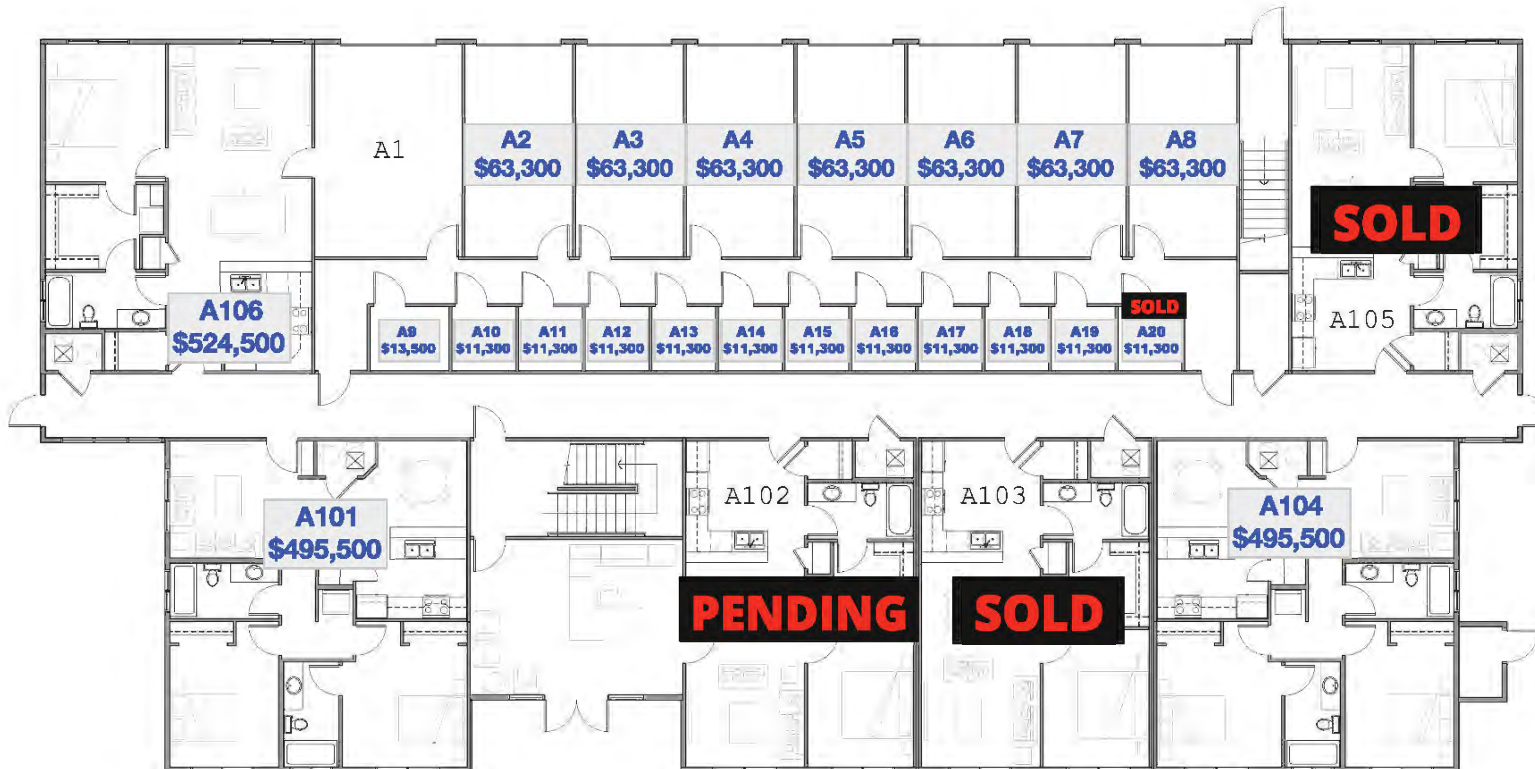 A1
A2
$63,300
A3
$63,300
A4
$63,300
A5
$63,300
A6
$63,300
A7
$63,300
A8
$63,300
SOLD
A106
$524,500
A9
$13,500
A10
$11,300
A11
$11,300
A12
$11,300
A13
$11,300
A14
$11,300
A15
$11,300
A16
$11,300
A17
$11,300
A18
$11,300
A19
$11,300
SOLD
A20
$11,300
A105
A101
$495,500
A102
PENDING
A103
SOLD
A104
$495,500